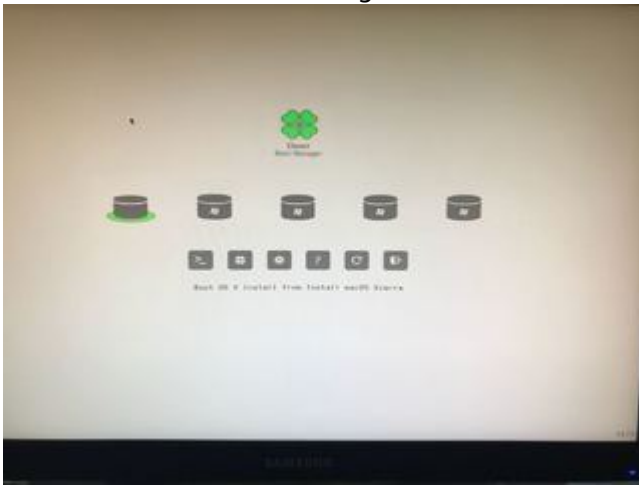 Clover
Boot Manager
Boot OS X Install from Install macOS Sierra
SAMSUNG